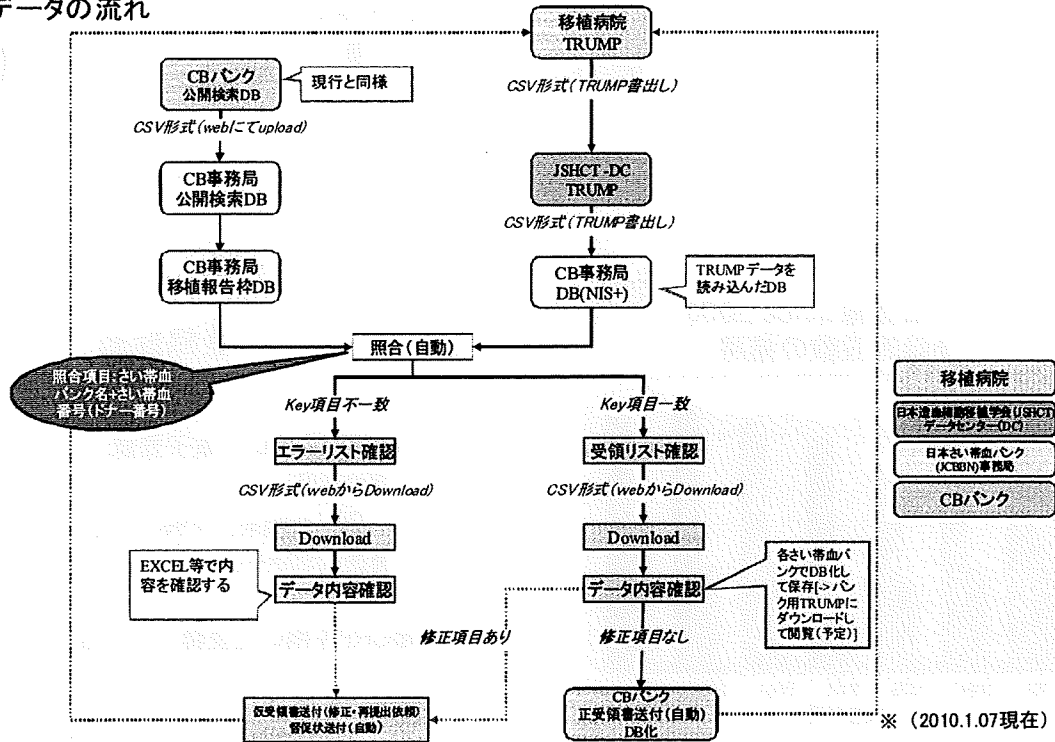 データの流れ
移植病院
TRUMP
CBバンク
公開検索DB
現行と同様
CSV形式(TRUMP書出し)
CSV形式(webにてupload)
CB事務局
公開検索DB
JSHCT-DC
TRUMP
CSV形式(TRUMP書出し)
CB事務局
移植報告枠DB
CB事務局
DB(NIS+)
TRUMPデータを
読み込んだDB
照合(自動)
照合項目:さい帯血
バンク名+さい帯血
番号(ドナー番号)
Key項目不一致
Key項目一致
エラーリスト確認
受領リスト確認
CSV形式(webからDownload)
CSV形式(webからDownload)
Download
Download
EXCEL等で内
容を確認する
データ内容確認
データ内容確認
各さい帯血バ
ンクでDB化し
て保存[->バン
ク用TRUMPに
ダウンロードし
て閲覧(予定)]
修正項目あり
修正項目なし
仮受領書送付(修正・再提出依頼)
督促状送付(自動)
CBバンク
正受領書送付(自動)
DB化
移植病院
日本造血細胞移植学会(JSHCT)
データセンター(DC)
日本さい帯血バンク
(JCBBN)事務局
CBバンク
※ (2010.1.07現在)